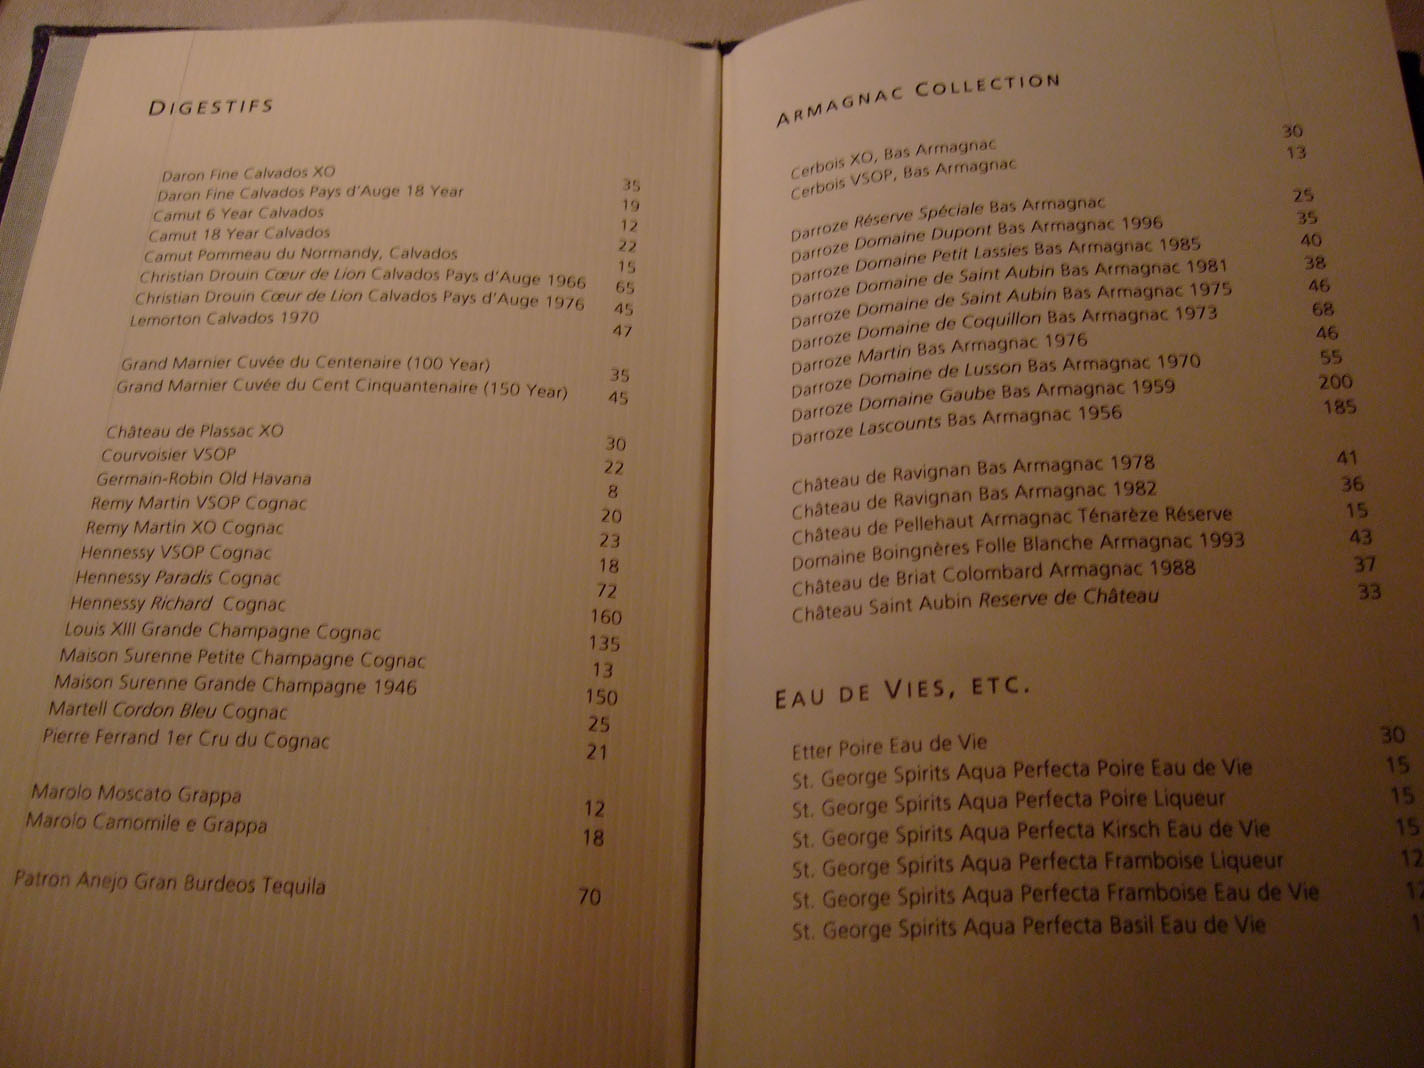 DIGESTIFS
Daron Fine Calvados XO 35
Daron Fine Calvados Pays d'Auge 18 Year 19
Camut 6 Year Calvados 12
Camut 18 Year Calvados 22
Camut Pommeau du Normandy, Calvados 15
Christian Drouin Cœur de Lion Calvados Pays d'Auge 1966 65
Christian Drouin Cœur de Lion Calvados Pays d'Auge 1976 45
Lemorton Calvados 1970 47
Grand Marnier Cuvée du Centenaire (100 Year) 35
Grand Marnier Cuvée du Cent Cinquantenaire (150 Year) 45
Château de Plassac XO 30
Courvoisier VSOP 22
Germain-Robin Old Havana 8
Remy Martin VSOP Cognac 20
Remy Martin XO Cognac 23
Hennessy VSOP Cognac 18
Hennessy Paradis Cognac 72
Hennessy Richard Cognac 160
Louis XIII Grande Champagne Cognac 135
Maison Surenne Petite Champagne Cognac 13
Maison Surenne Grande Champagne 1946 150
Martell Cordon Bleu Cognac 25
Pierre Ferrand 1er Cru du Cognac 21
Marolo Moscato Grappa 12
Marolo Camomile e Grappa 18
Patron Anejo Gran Burdeos Tequila 70
ARMAGNAC COLLECTION
Cerbois XO, Bas Armagnac 30
Cerbois VSOP, Bas Armagnac 13
Darroze Réserve Spéciale Bas Armagnac 25
Darroze Domaine Dupont Bas Armagnac 1996 35
Darroze Domaine Petit Lassies Bas Armagnac 1985 40
Darroze Domaine de Saint Aubin Bas Armagnac 1981 38
Darroze Domaine de Saint Aubin Bas Armagnac 1975 46
Darroze Domaine de Coquillon Bas Armagnac 1973 68
Darroze Martin Bas Armagnac 1976 46
Darroze Domaine de Lusson Bas Armagnac 1970 55
Darroze Domaine Gaube Bas Armagnac 1959 200
Darroze Lascounts Bas Armagnac 1956 185
Château de Ravignan Bas Armagnac 1978 41
Château de Ravignan Bas Armagnac 1982 36
Château de Pellehaut Armagnac Ténarèze Réserve 15
Domaine Boingnères Folle Blanche Armagnac 1993 43
Château de Briat Colombard Armagnac 1988 37
Château Saint Aubin Reserve de Château 33
EAU DE VIES, ETC.
Etter Poire Eau de Vie 30
St. George Spirits Aqua Perfecta Poire Eau de Vie 15
St. George Spirits Aqua Perfecta Poire Liqueur 15
St. George Spirits Aqua Perfecta Kirsch Eau de Vie 15
St. George Spirits Aqua Perfecta Framboise Liqueur 12
St. George Spirits Aqua Perfecta Framboise Eau de Vie 12
St. George Spirits Aqua Perfecta Basil Eau de Vie